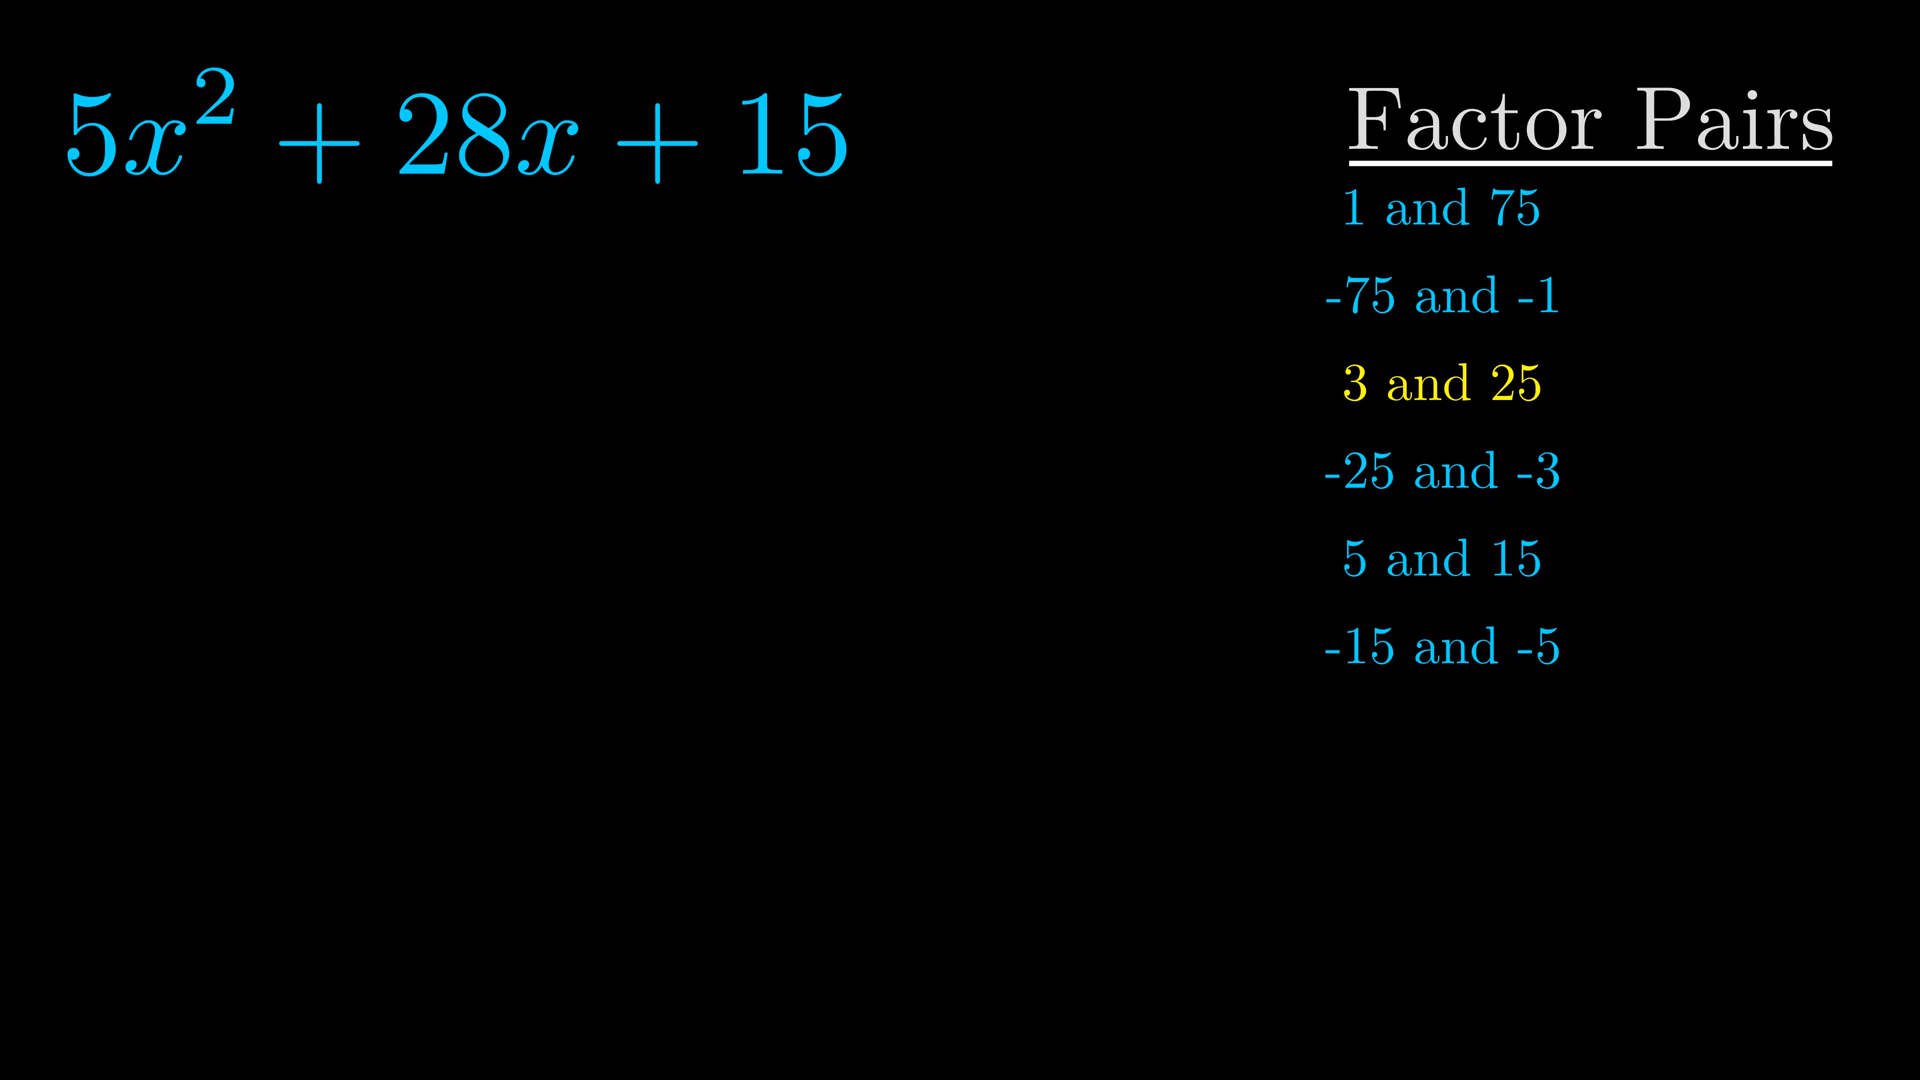 5x² + 28x + 15
Factor Pairs
1 and 75
-75 and -1
3 and 25
-25 and -3
5 and 15
-15 and -5